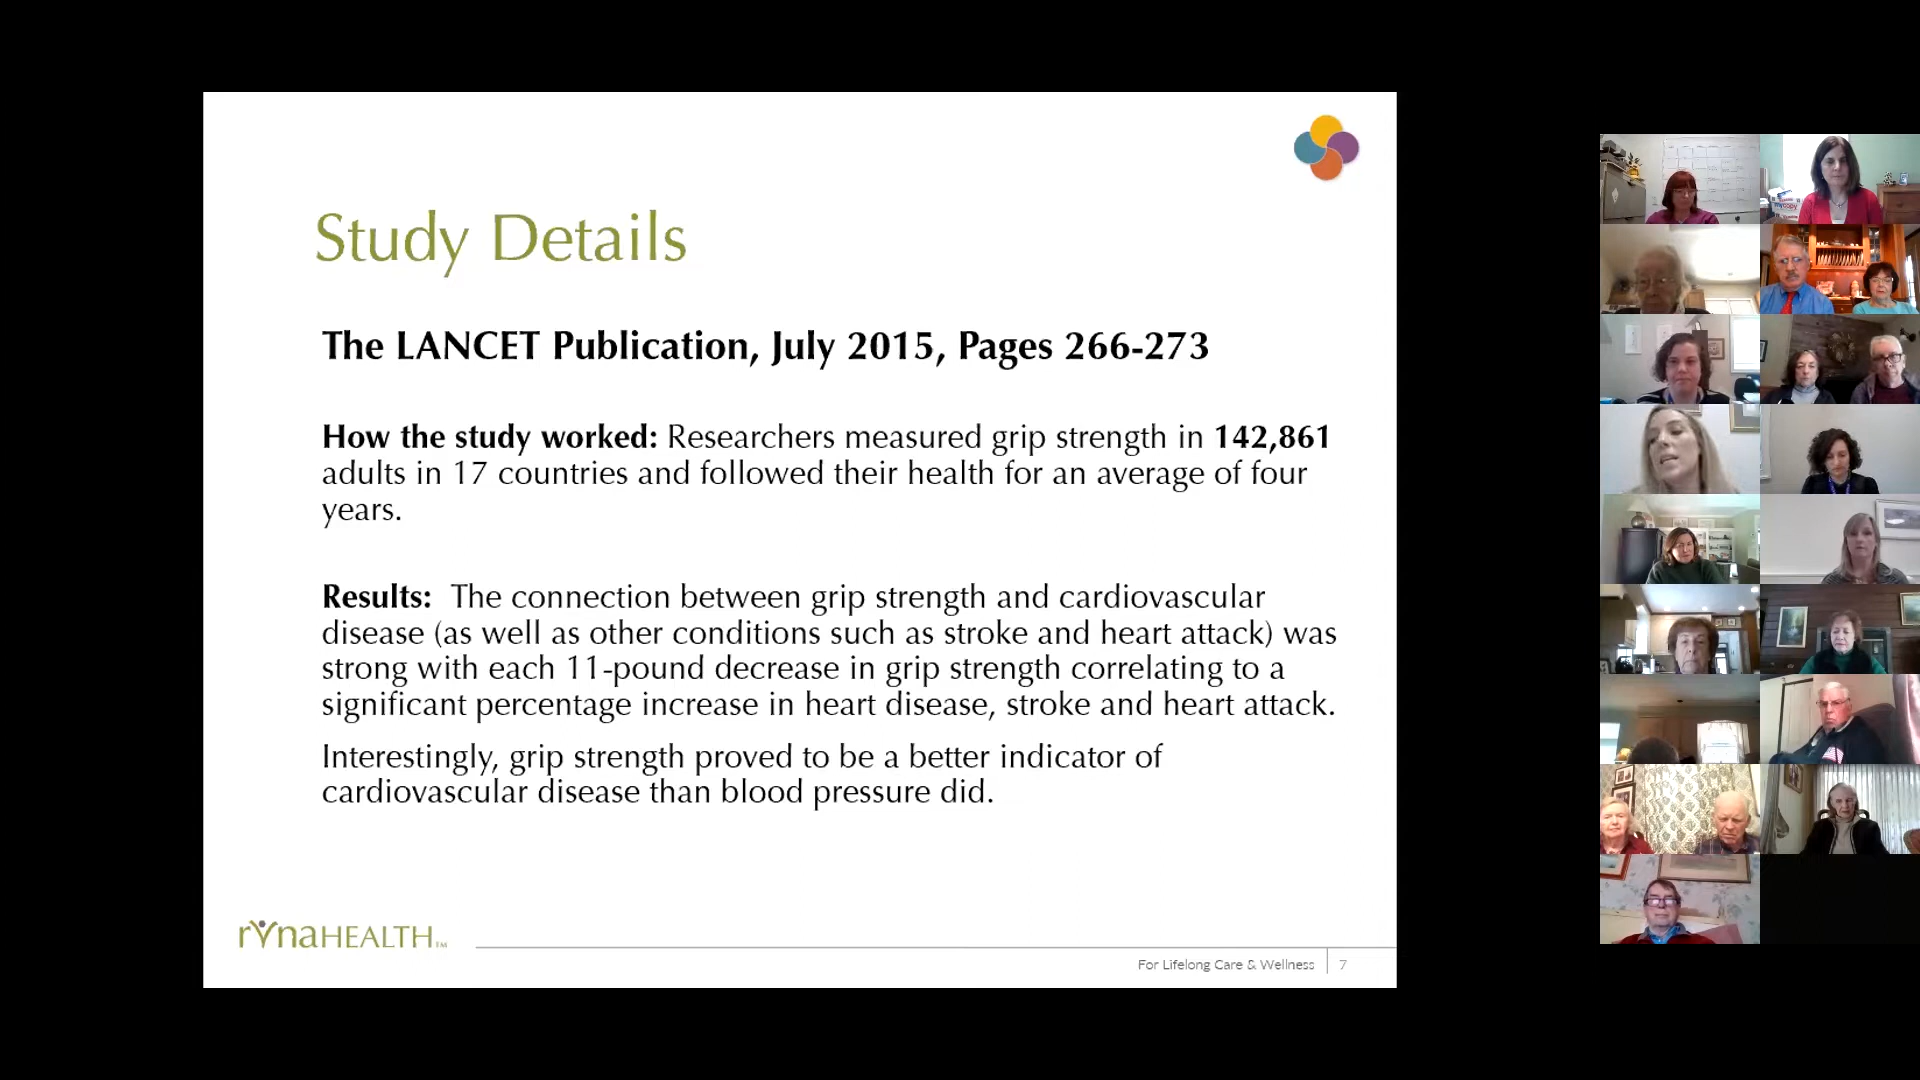 Study Details
The LANCET Publication, July 2015, Pages 266-273
How the study worked: Researchers measured grip strength in 142,861
adults in 17 countries and followed their health for an average of four
years.
Results: The connection between grip strength and cardiovascular
disease (as well as other conditions such as stroke and heart attack) was
strong with each 11-pound decrease in grip strength correlating to a
significant percentage increase in heart disease, stroke and heart attack.
Interestingly, grip strength proved to be a better indicator of
cardiovascular disease than blood pressure did.
rynaHEALTH™
For Lifelong Care & Wellness 7
mycopy